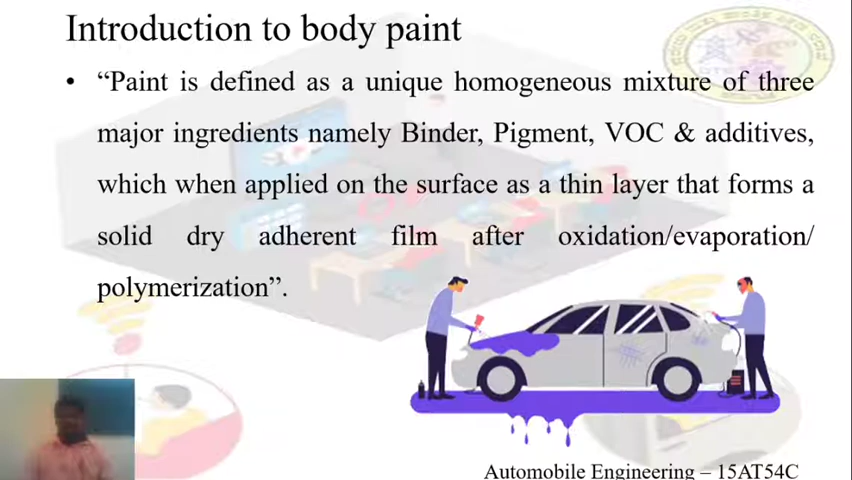 Introduction to body paint
• “Paint is defined as a unique homogeneous mixture of three
major ingredients namely Binder, Pigment, VOC & additives,
which when applied on the surface as a thin layer that forms a
solid dry adherent film after oxidation/evaporation/
polymerization”.
Automobile Engineering – 15AT54C